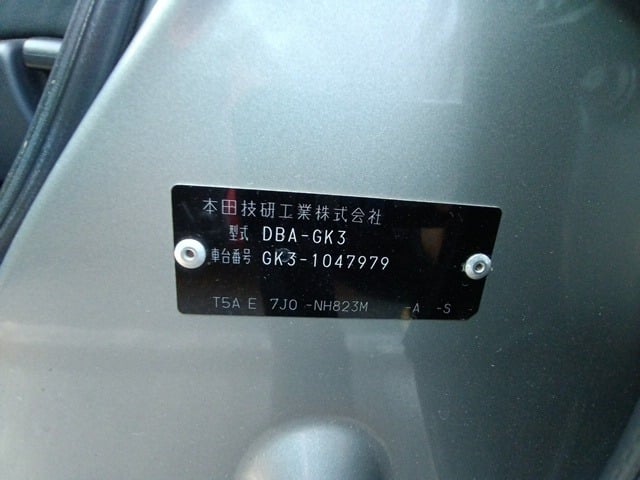 本田技研工業株式会社
型式 DBA-GK3
車台番号 GK3-1047979
T5A E 7J0 -NH823M -A -S